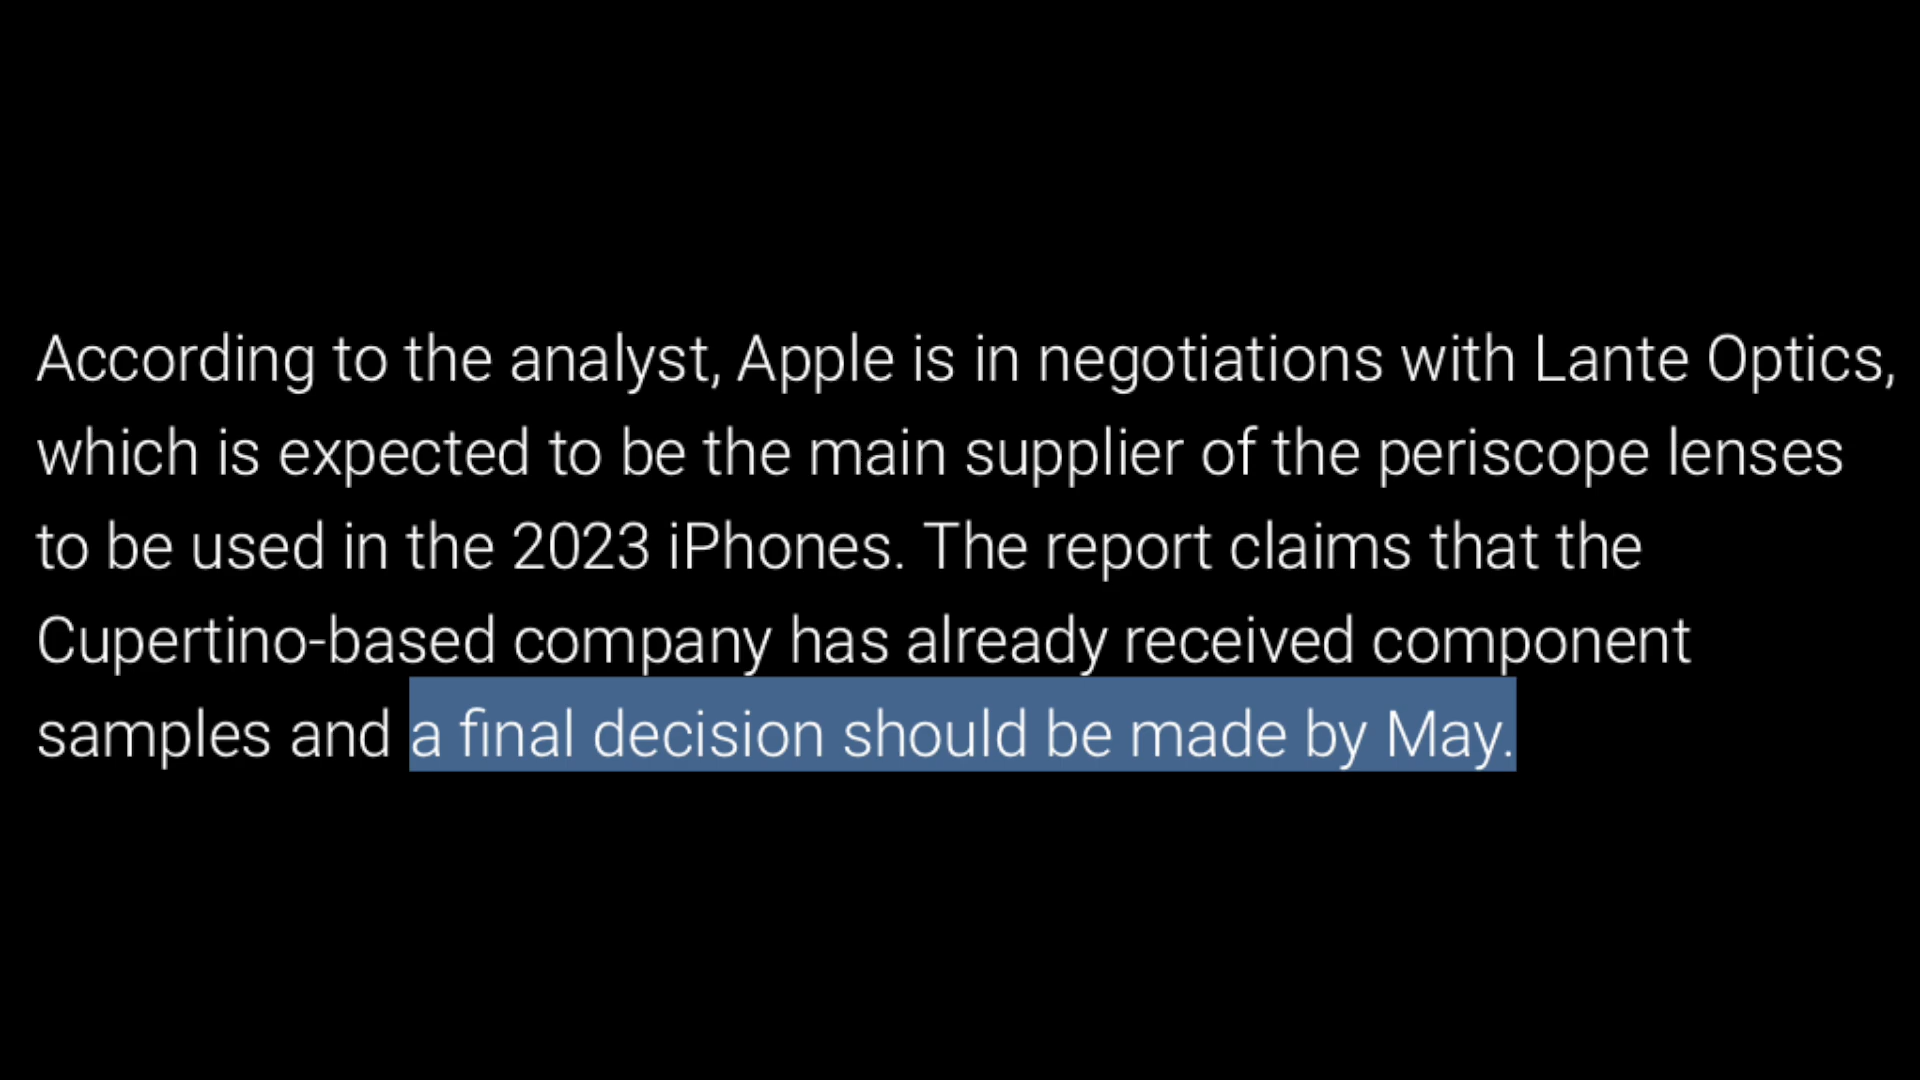 According to the analyst, Apple is in negotiations with Lante Optics,
which is expected to be the main supplier of the periscope lenses
to be used in the 2023 iPhones. The report claims that the
Cupertino-based company has already received component
samples and a final decision should be made by May.